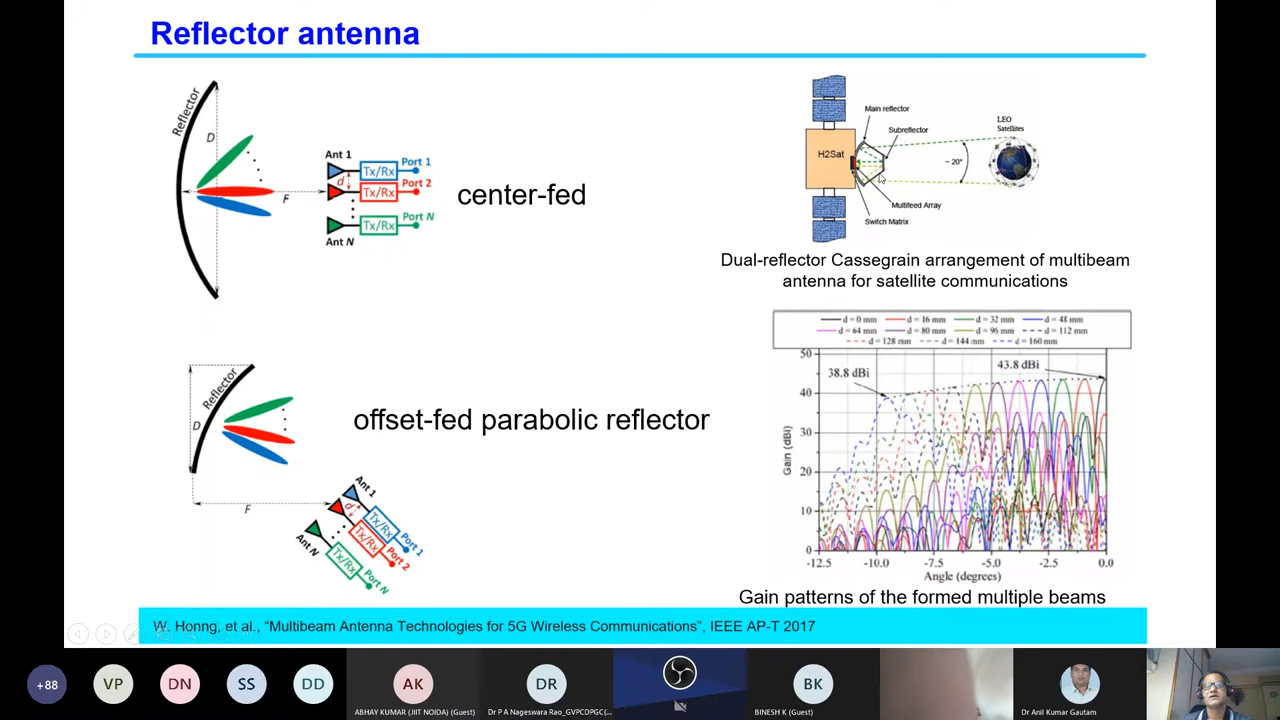 Reflector antenna
Reflector
D
F
Ant 1
d
Ant N
Tx/Rx
Tx/Rx
Tx/Rx
Port 1
Port 2
Port N
center-fed
Main reflector
Subreflector
LEO
Satellites
H2Sat
~ 20°
Multifeed Array
Switch Matrix
Dual-reflector Cassegrain arrangement of multibeam
antenna for satellite communications
Reflector
D
F
Ant 1
d
Ant N
Tx/Rx
Tx/Rx
Tx/Rx
Port 1
Port 2
Port N
offset-fed parabolic reflector
d = 0 mm d = 16 mm d = 32 mm d = 48 mm
d = 64 mm d = 80 mm d = 96 mm d = 112 mm
d = 128 mm d = 144 mm d = 160 mm
50
40
30
20
10
0
38.8 dBi
43.8 dBi
Gain (dBi)
-12.5 -10.0 -7.5 -5.0 -2.5 0.0
Angle (degrees)
Gain patterns of the formed multiple beams
W. Honng, et al., “Multibeam Antenna Technologies for 5G Wireless Communications”, IEEE AP-T 2017
+88
VP
DN
SS
DD
AK
ABHAY KUMAR (JIIT NOIDA) (Guest)
DR
Dr P A Nageswara Rao_GVPCDPGC(...
BK
BINESH K (Guest)
Dr Anil Kumar Gautam